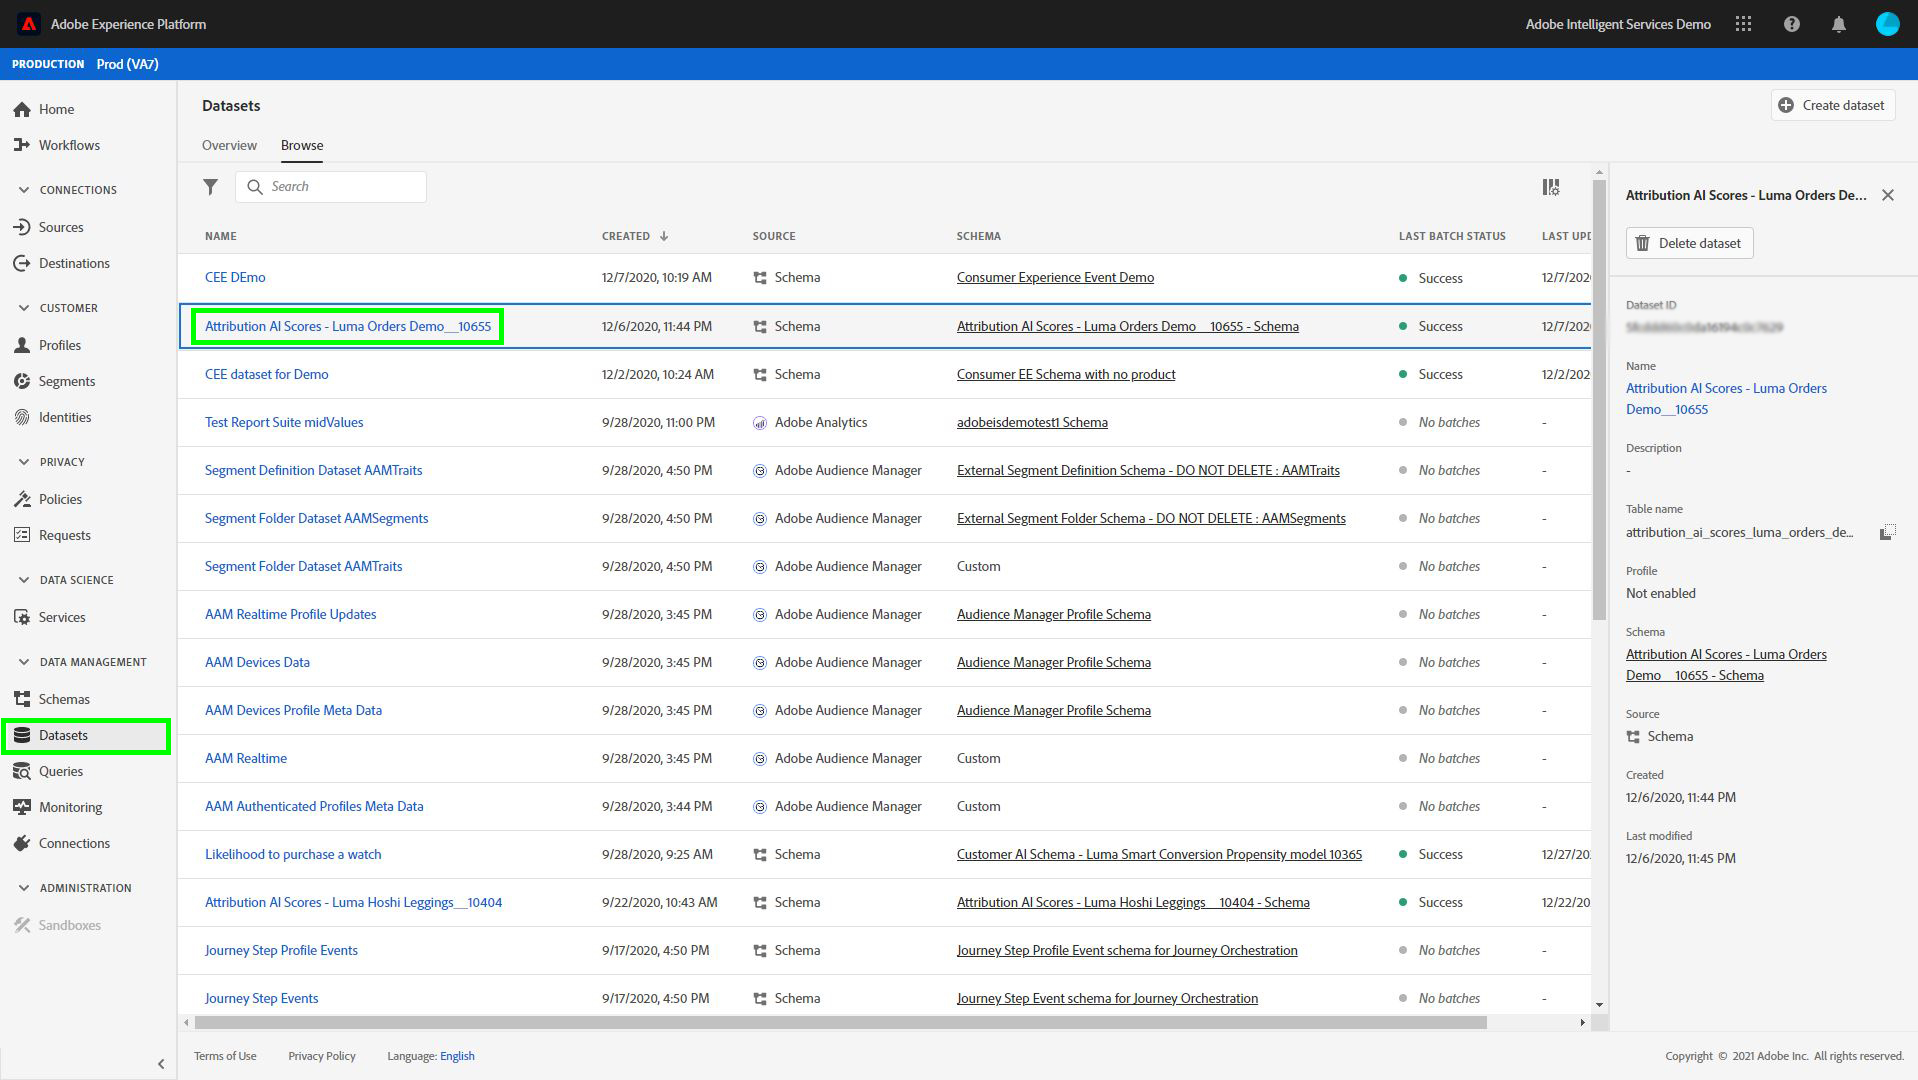 Adobe Experience Platform
Adobe Intelligent Services Demo
PRODUCTION Prod (VA7)
Home
Workflows
CONNECTIONS
Sources
Destinations
CUSTOMER
Profiles
Segments
Identities
PRIVACY
Policies
Requests
DATA SCIENCE
Services
DATA MANAGEMENT
Schemas
Datasets
Queries
Monitoring
Connections
ADMINISTRATION
Sandboxes
Datasets
Create dataset
Overview Browse
Search
NAME CREATED SOURCE SCHEMA LAST BATCH STATUS LAST UPD
CEE DEmo 12/7/2020, 10:19 AM Schema Consumer Experience Event Demo Success 12/7/202
Attribution AI Scores - Luma Orders Demo__10655 12/6/2020, 11:44 PM Schema Attribution AI Scores - Luma Orders Demo__10655 - Schema Success 12/7/202
CEE dataset for Demo 12/2/2020, 10:24 AM Schema Consumer EE Schema with no product Success 12/2/202
Test Report Suite midValues 9/28/2020, 11:00 PM Adobe Analytics adobeisdemotest1 Schema No batches -
Segment Definition Dataset AAMTraits 9/28/2020, 4:50 PM Adobe Audience Manager External Segment Definition Schema - DO NOT DELETE : AAMTraits No batches -
Segment Folder Dataset AAMSegments 9/28/2020, 4:50 PM Adobe Audience Manager External Segment Folder Schema - DO NOT DELETE : AAMSegments No batches -
Segment Folder Dataset AAMTraits 9/28/2020, 4:50 PM Adobe Audience Manager Custom No batches -
AAM Realtime Profile Updates 9/28/2020, 3:45 PM Adobe Audience Manager Audience Manager Profile Schema No batches -
AAM Devices Data 9/28/2020, 3:45 PM Adobe Audience Manager Audience Manager Profile Schema No batches -
AAM Devices Profile Meta Data 9/28/2020, 3:45 PM Adobe Audience Manager Audience Manager Profile Schema No batches -
AAM Realtime 9/28/2020, 3:45 PM Adobe Audience Manager Custom No batches -
AAM Authenticated Profiles Meta Data 9/28/2020, 3:44 PM Adobe Audience Manager Custom No batches -
Likelihood to purchase a watch 9/28/2020, 9:25 AM Schema Customer AI Schema - Luma Smart Conversion Propensity model 10365 Success 12/27/20
Attribution AI Scores - Luma Hoshi Leggings__10404 9/22/2020, 10:43 AM Schema Attribution AI Scores - Luma Hoshi Leggings__10404 - Schema Success 12/22/20
Journey Step Profile Events 9/17/2020, 4:50 PM Schema Journey Step Profile Event schema for Journey Orchestration No batches -
Journey Step Events 9/17/2020, 4:50 PM Schema Journey Step Event schema for Journey Orchestration No batches -
Attribution AI Scores - Luma Orders De...
Delete dataset
Dataset ID
Name
Attribution AI Scores - Luma Orders
Demo__10655
Description
-
Table name
attribution_ai_scores_luma_orders_de...
Profile
Not enabled
Schema
Attribution AI Scores - Luma Orders
Demo__10655 - Schema
Source
Schema
Created
12/6/2020, 11:44 PM
Last modified
12/6/2020, 11:45 PM
Terms of Use Privacy Policy Language: English
Copyright © 2021 Adobe Inc. All rights reserved.